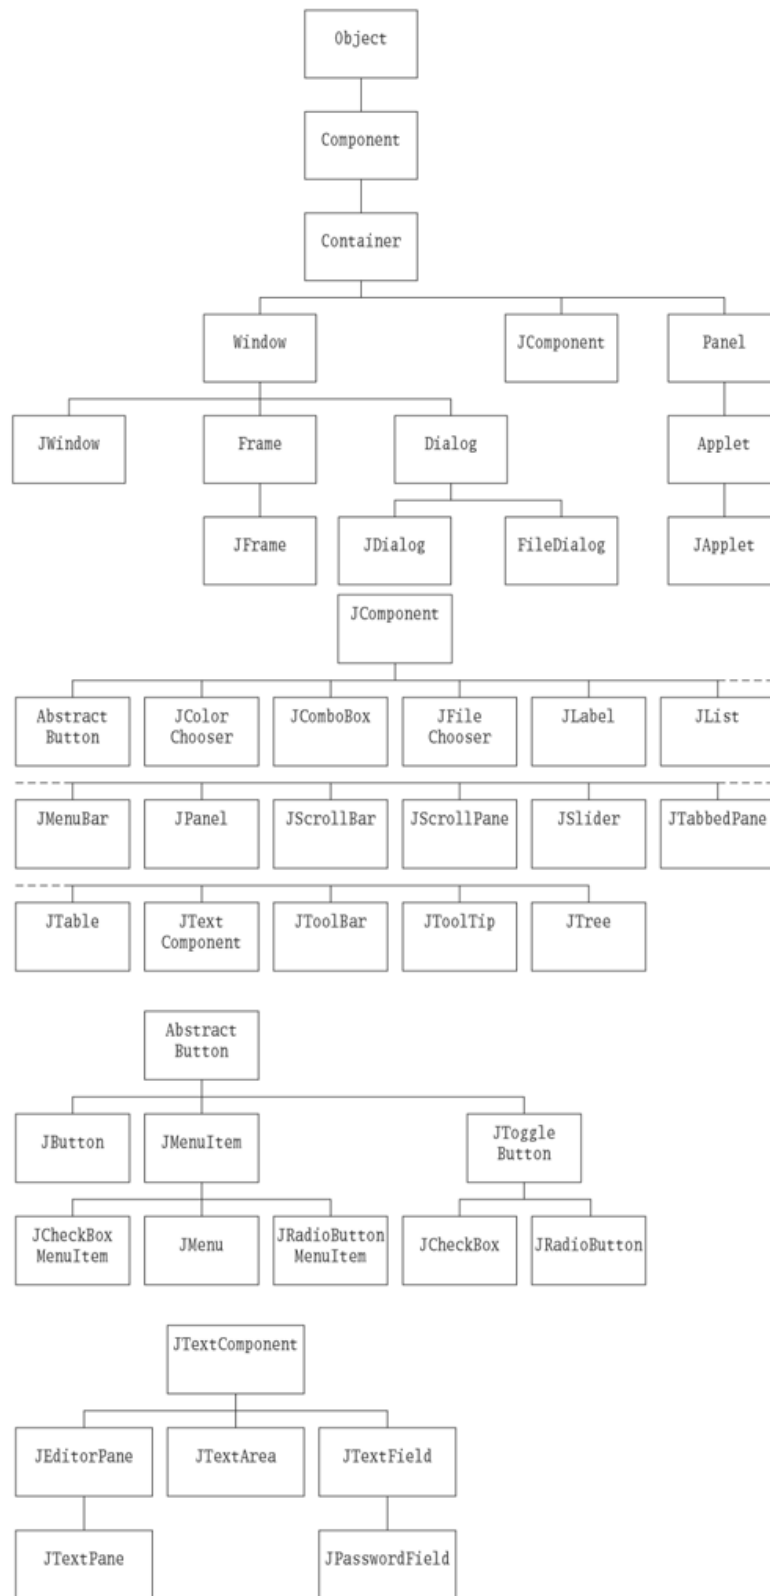 Object
Component
Container
Window
JComponent
Panel
JWindow
Frame
Dialog
Applet
JFrame
JDialog
FileDialog
JApplet
JComponent
Abstract
Button
JColor
Chooser
JComboBox
JFile
Chooser
JLabel
JList
JMenuBar
JPanel
JScrollBar
JScrollPane
JSlider
JTabbedPane
JTable
JText
Component
JToolBar
JToolTip
JTree
Abstract
Button
JButton
JMenuItem
JToggle
Button
JCheckBox
MenuItem
JMenu
JRadioButton
MenuItem
JCheckBox
JRadioButton
JTextComponent
JEditorPane
JTextArea
JTextField
JTextPane
JPasswordField